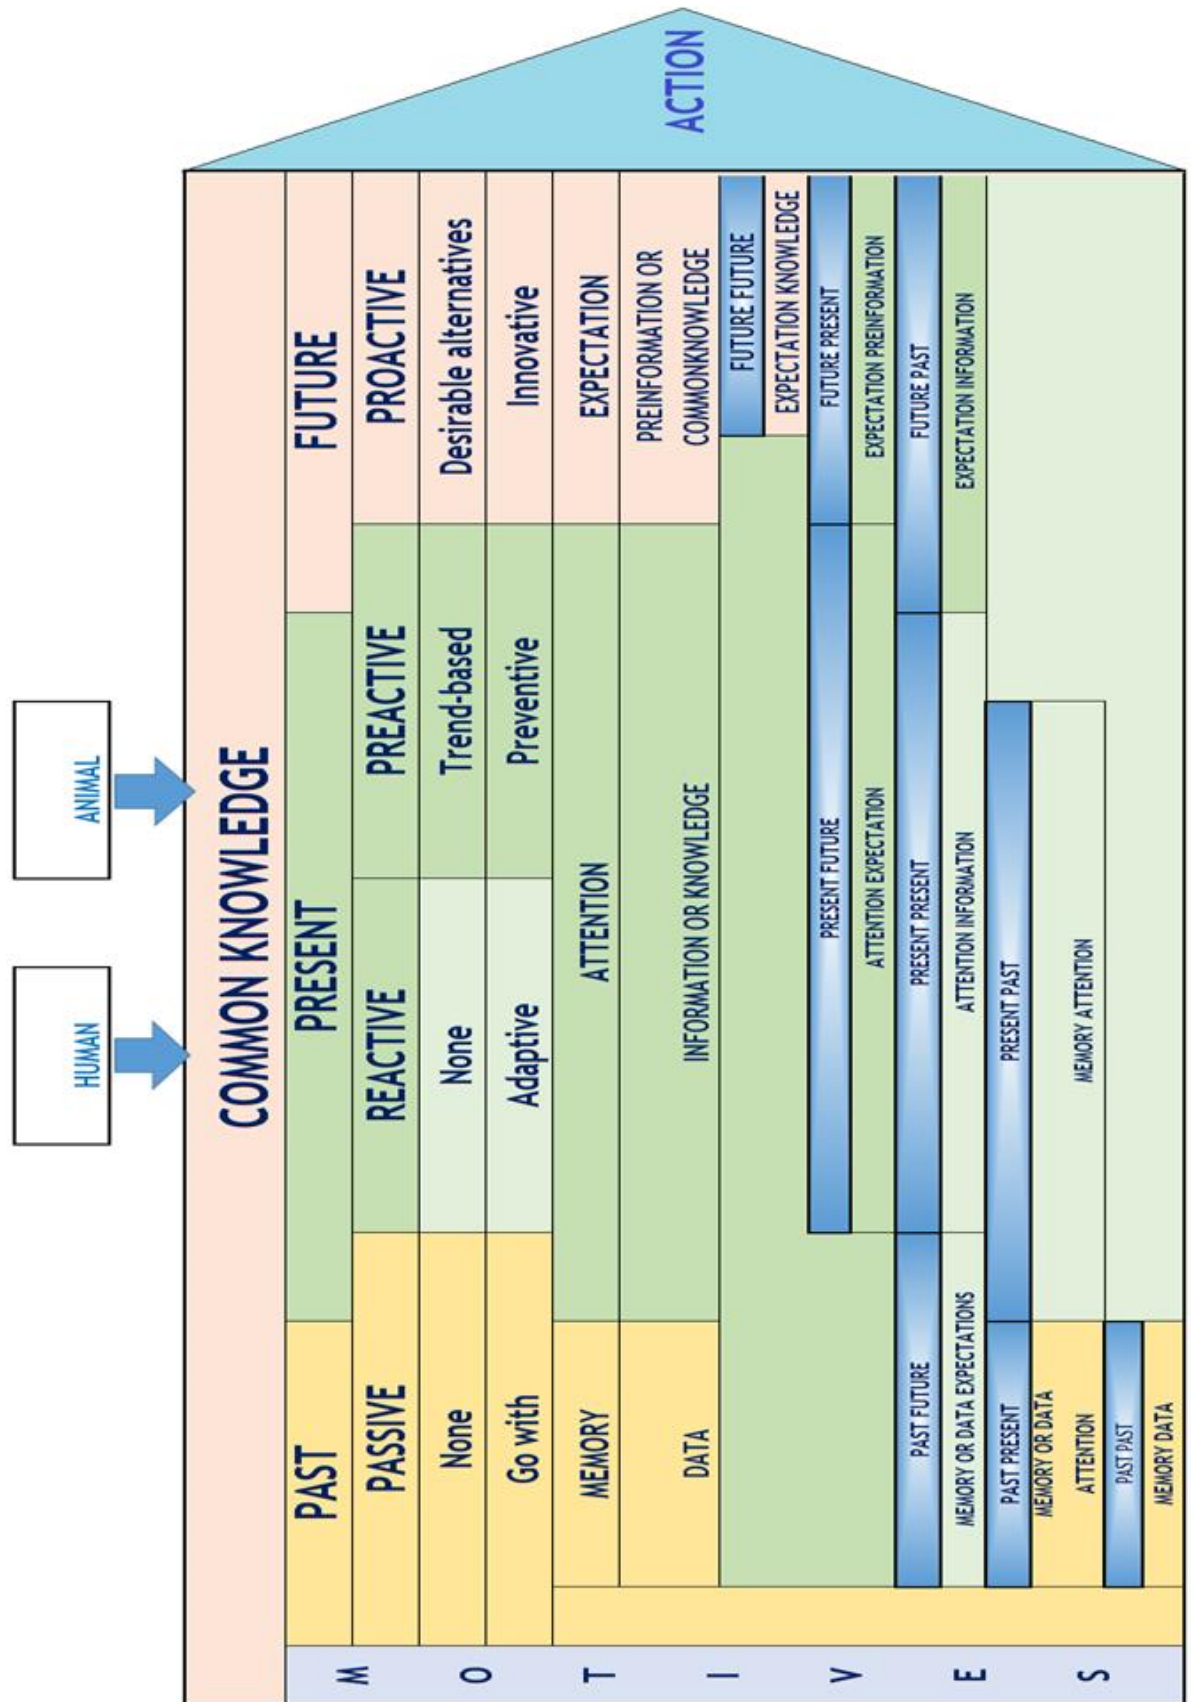 HUMAN
ANIMAL
COMMON KNOWLEDGE
PAST
PRESENT
FUTURE
PASSIVE
REACTIVE
PREACTIVE
PROACTIVE
None
None
Trend-based
Desirable alternatives
Go with
Adaptive
Preventive
Innovative
MEMORY
ATTENTION
EXPECTATION
DATA
INFORMATION OR KNOWLEDGE
PREINFORMATION OR
COMMONKNOWLEDGE
FUTURE FUTURE
EXPECTATION KNOWLEDGE
PRESENT FUTURE
FUTURE PRESENT
ATTENTION EXPECTATION
EXPECTATION PREINFORMATION
PAST FUTURE
PRESENT PRESENT
FUTURE PAST
MEMORY OR DATA EXPECTATIONS
ATTENTION INFORMATION
EXPECTATION INFORMATION
PAST PRESENT
PRESENT PAST
MEMORY OR DATA
ATTENTION
MEMORY ATTENTION
PAST PAST
MEMORY DATA
M
O
T
I
V
E
S
ACTION